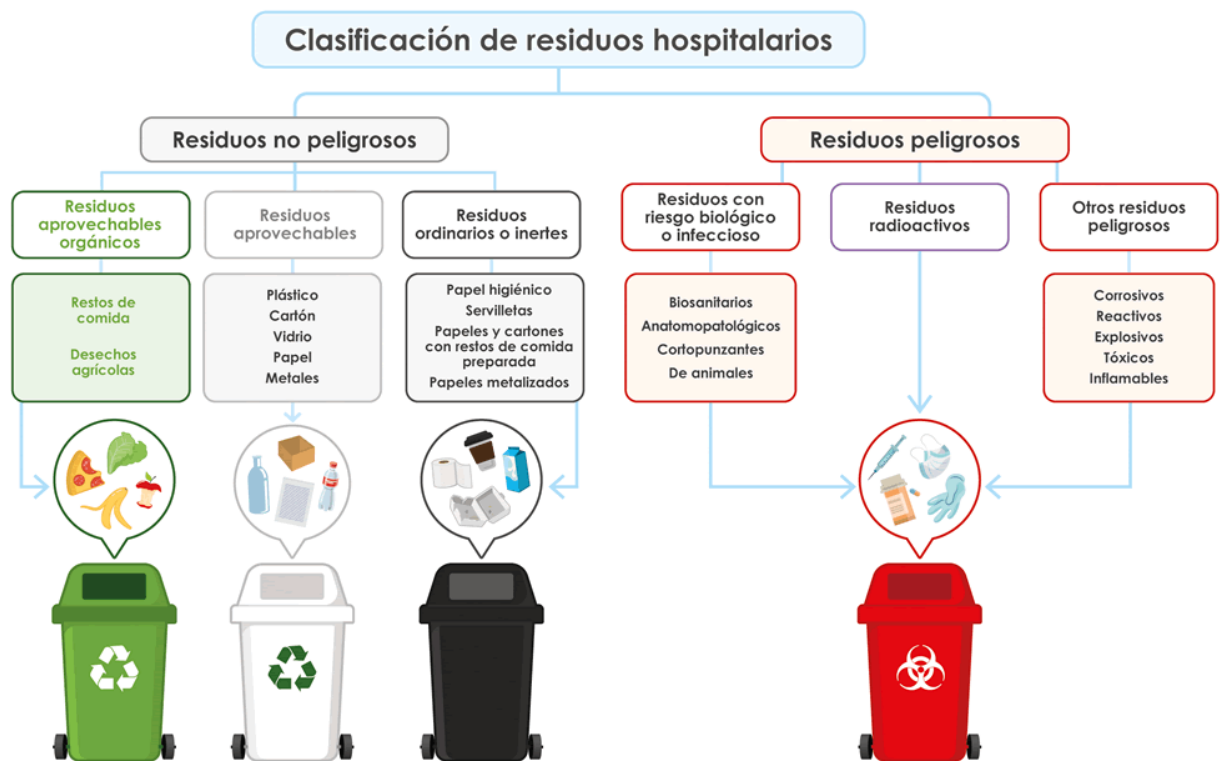 Clasificación de residuos hospitalarios
Residuos no peligrosos
Residuos peligrosos
Residuos
aprovechables
orgánicos
Residuos
aprovechables
Residuos
ordinarios o inertes
Residuos con
riesgo biológico
o infeccioso
Residuos
radioactivos
Otros residuos
peligrosos
Restos de
comida
Desechos
agrícolas
Plástico
Cartón
Vidrio
Papel
Metales
Papel higiénico
Servilletas
Papeles y cartones
con restos de comida
preparada
Papeles metalizados
Biosanitarios
Anatomopatológicos
Cortopunzantes
De animales
Corrosivos
Reactivos
Explosivos
Tóxicos
Inflamables